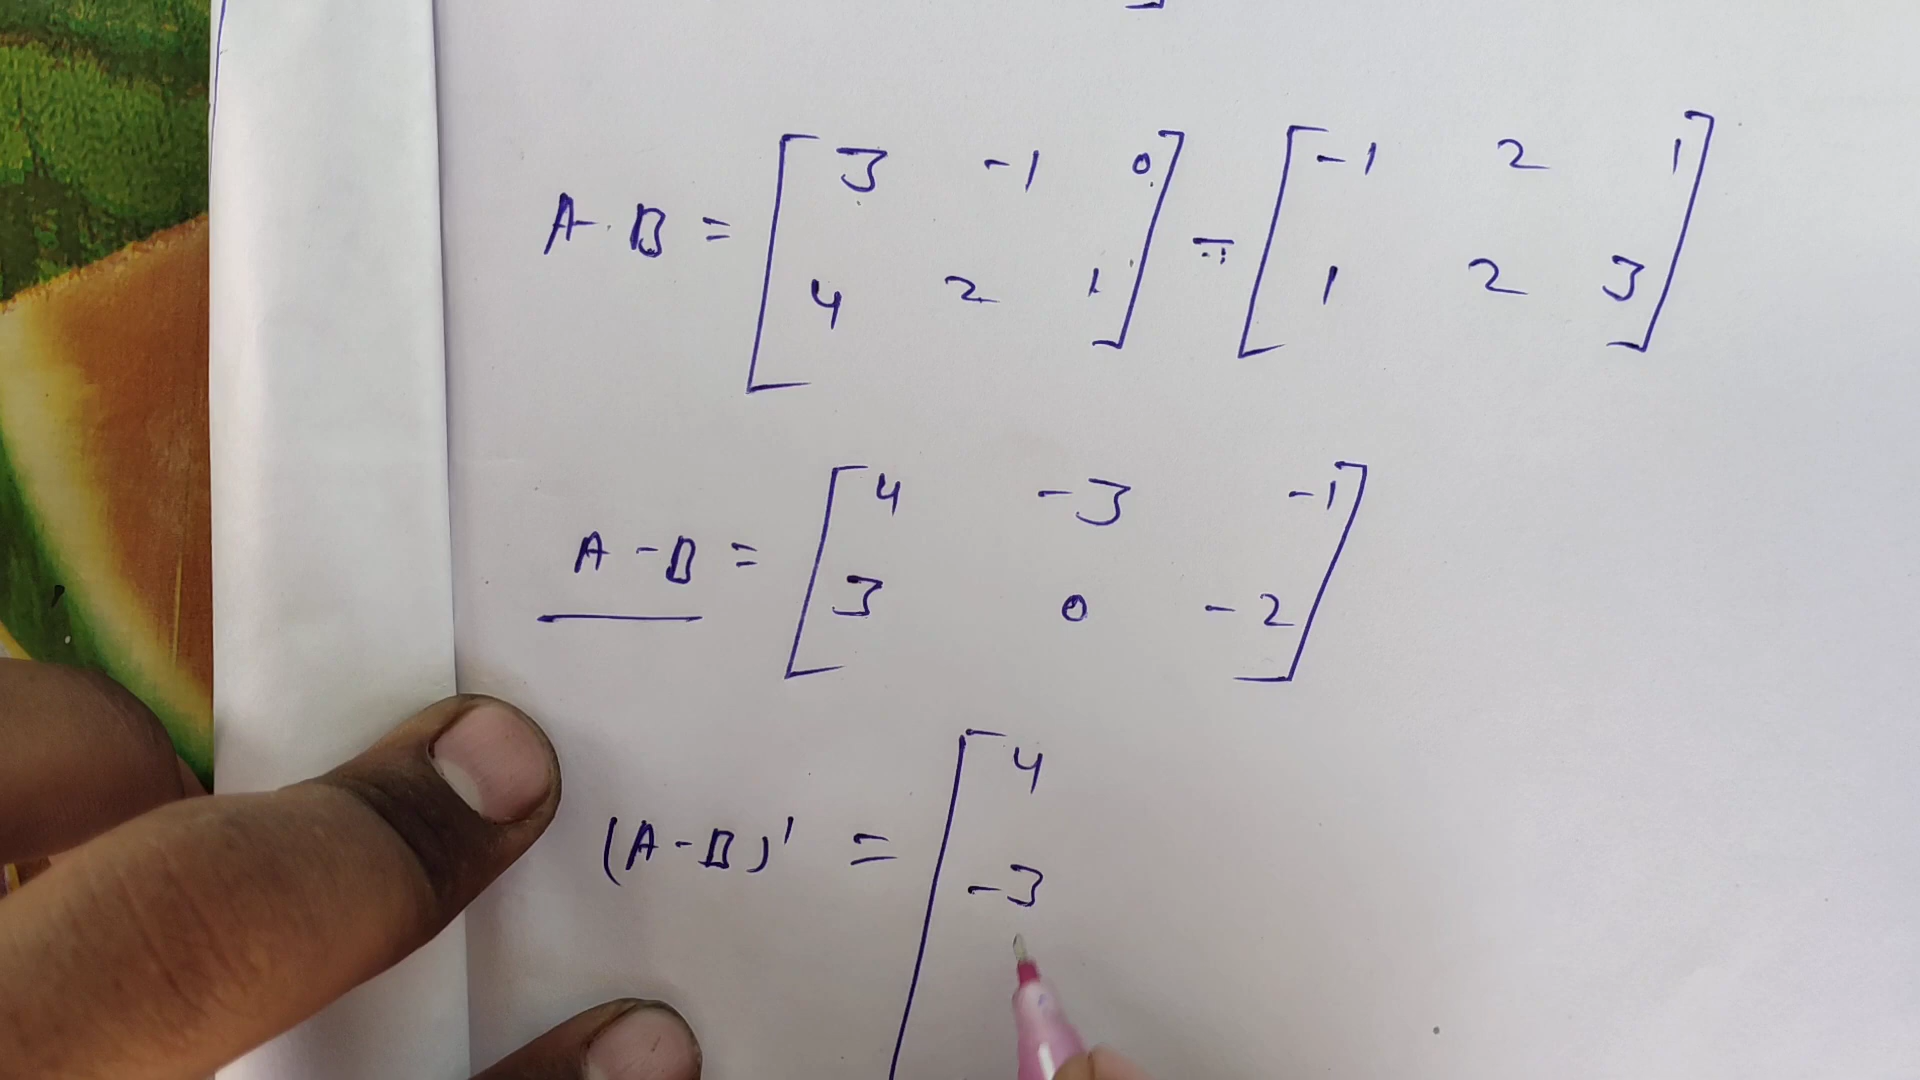 A-B = [ 3 -1 0 ] - [ -1 2 1 ]
[ 4 2 1 ] [ 1 2 3 ]
A-B = [ 4 -3 -1 ]
[ 3 0 -2 ]
(A-B)' = [ 4
-3